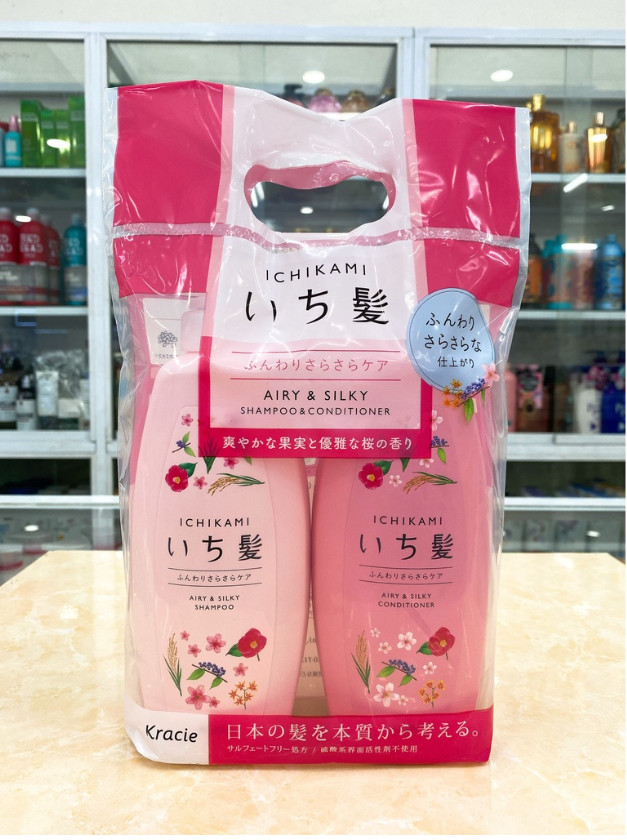 ICHIKAMI
いち髪
ふんわりさらさらケア
AIRY & SILKY
SHAMPOO&CONDITIONER
ふんわり
さらさらな
仕上がり
爽やかな果実と優雅な桜の香り
ICHIKAMI
いち髪
ふんわりさらさらケア
AIRY & SILKY
SHAMPOO
ICHIKAMI
いち髪
ふんわりさらさらケア
AIRY & SILKY
CONDITIONER
Kracie
日本の髪を本質から考える。
サルフェートフリー処方 / 硫酸系界面活性剤不使用